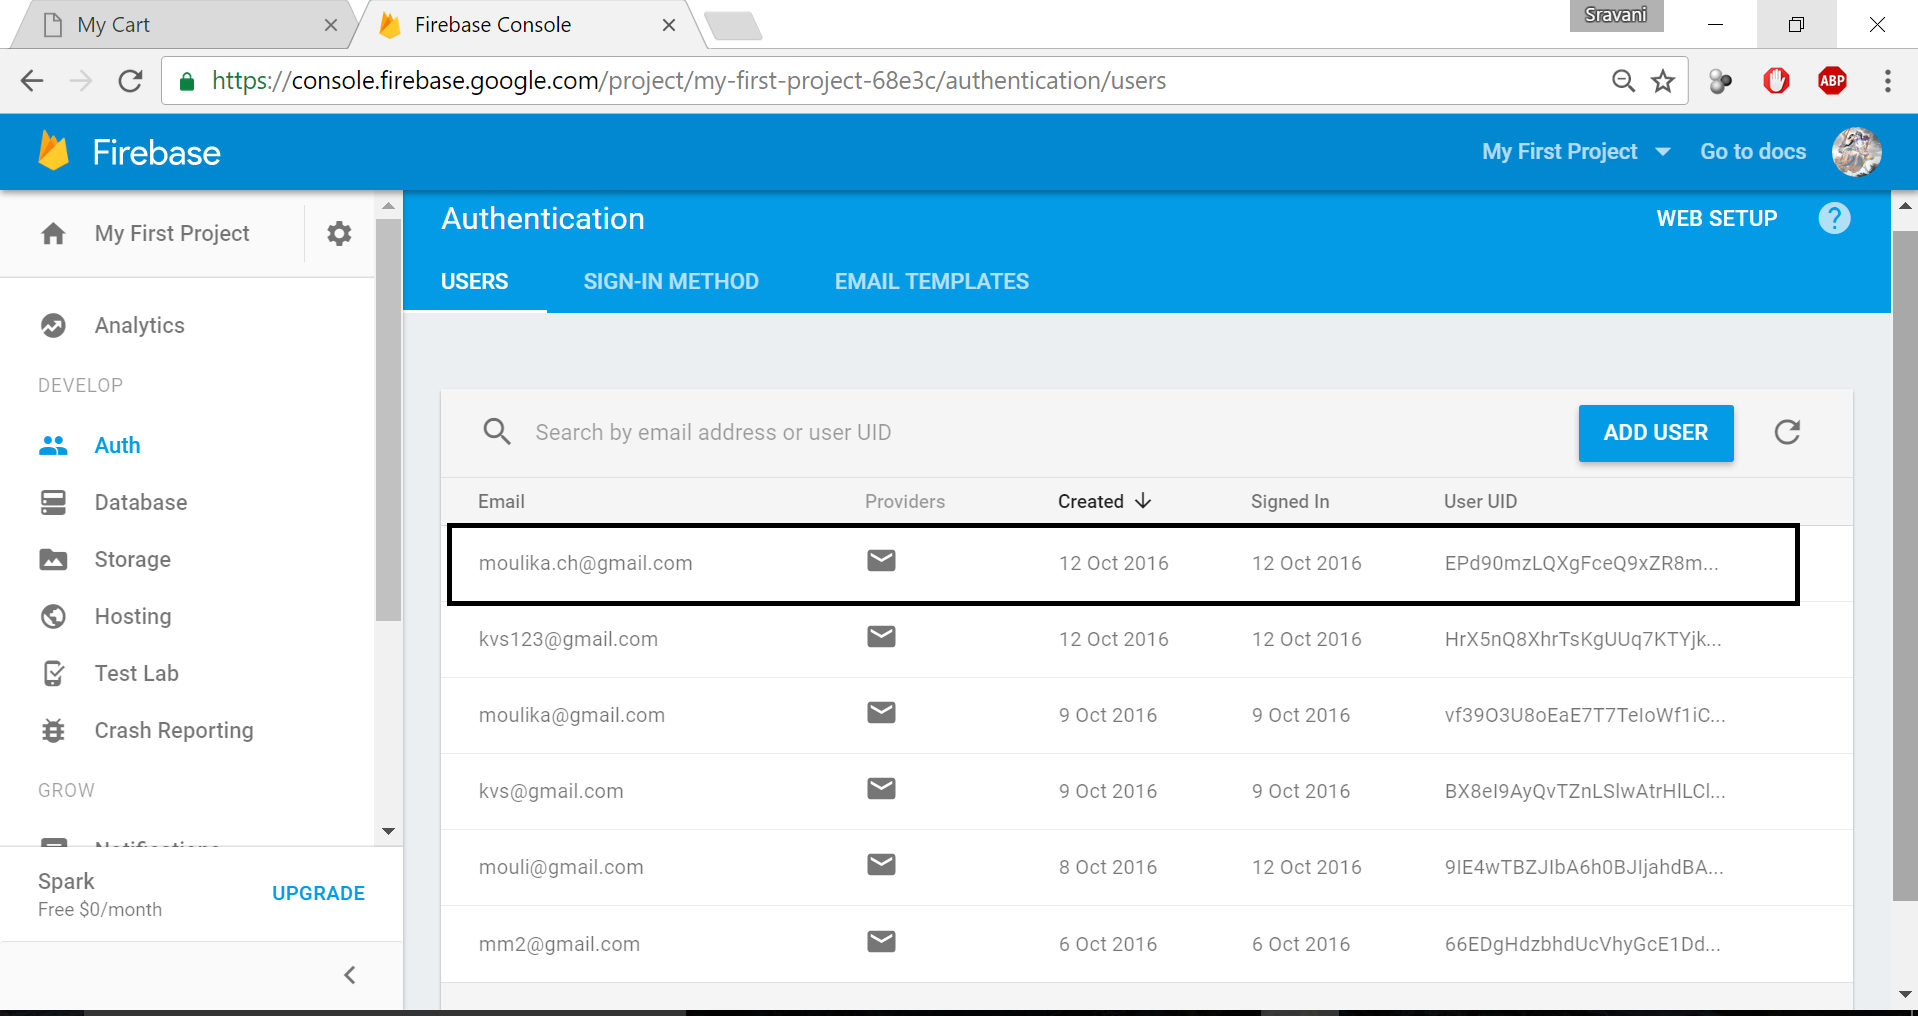 My Cart
Firebase Console
Sravani
https://console.firebase.google.com/project/my-first-project-68e3c/authentication/users
ABP
Firebase
My First Project
Go to docs
My First Project
Authentication
WEB SETUP
?
USERS
SIGN-IN METHOD
EMAIL TEMPLATES
Analytics
DEVELOP
Auth
Database
Storage
Hosting
Test Lab
Crash Reporting
GROW
Notifications
Spark
Free $0/month
UPGRADE
Search by email address or user UID
ADD USER
Email Providers Created Signed In User UID
moulika.ch@gmail.com 12 Oct 2016 12 Oct 2016 EPd90mzLQXgFceQ9xZR8m...
kvs123@gmail.com 12 Oct 2016 12 Oct 2016 HrX5nQ8XhrTsKgUUq7KTYjk...
moulika@gmail.com 9 Oct 2016 9 Oct 2016 vf39O3U8oEaE7T7TeIoWf1iC...
kvs@gmail.com 9 Oct 2016 9 Oct 2016 BX8eI9AyQvTZnLSlwAtrHlLCl...
mouli@gmail.com 8 Oct 2016 12 Oct 2016 9IE4wTBZJIbA6h0BJIjahdBA...
mm2@gmail.com 6 Oct 2016 6 Oct 2016 66EDgHdzbhdUcVhyGcE1Dd...